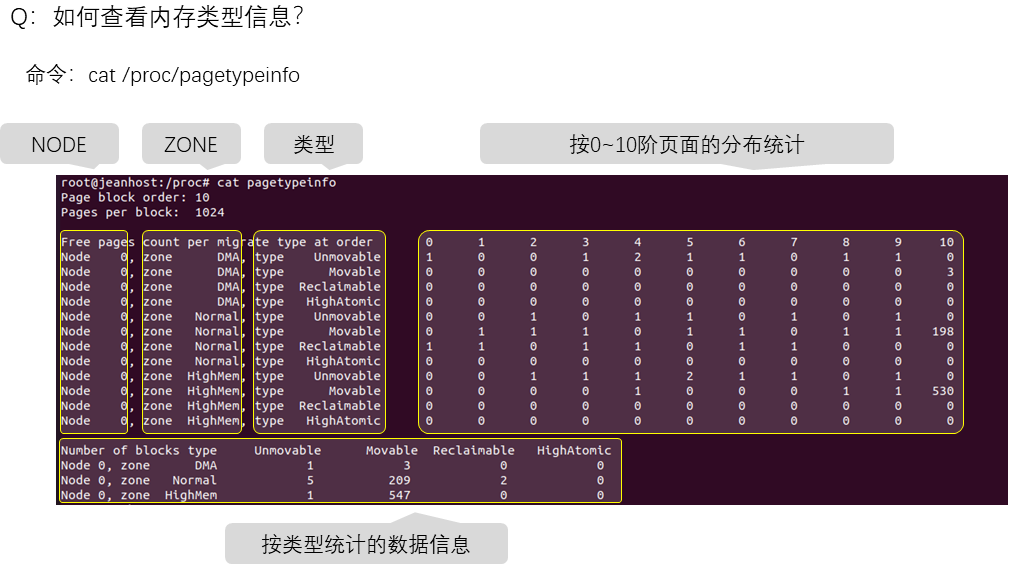 Q：如何查看内存类型信息？
命令：cat /proc/pagetypeinfo
NODE ZONE 类型 按0~10阶页面的分布统计
root@jeanhost:/proc# cat pagetypeinfo
Page block order: 10
Pages per block:  1024
Free pages count per migrate type at order 0 1 2 3 4 5 6 7 8 9 10
Node 0, zone DMA, type Unmovable 1 0 0 1 2 1 1 0 1 1 0
Node 0, zone DMA, type Movable 0 0 0 0 0 0 0 0 0 0 3
Node 0, zone DMA, type Reclaimable 0 0 0 0 0 0 0 0 0 0 0
Node 0, zone DMA, type HighAtomic 0 0 0 0 0 0 0 0 0 0 0
Node 0, zone Normal, type Unmovable 0 0 1 0 1 1 0 1 0 1 0
Node 0, zone Normal, type Movable 0 1 1 1 0 1 1 0 1 1 198
Node 0, zone Normal, type Reclaimable 1 1 0 1 1 0 1 1 0 0 0
Node 0, zone Normal, type HighAtomic 0 0 0 0 0 0 0 0 0 0 0
Node 0, zone HighMem, type Unmovable 0 0 1 1 1 2 1 1 0 1 0
Node 0, zone HighMem, type Movable 0 0 0 0 1 0 0 0 1 1 530
Node 0, zone HighMem, type Reclaimable 0 0 0 0 0 0 0 0 0 0 0
Node 0, zone HighMem, type HighAtomic 0 0 0 0 0 0 0 0 0 0 0
Number of blocks type Unmovable Movable Reclaimable HighAtomic
Node 0, zone DMA 1 3 0 0
Node 0, zone Normal 5 209 2 0
Node 0, zone HighMem 1 547 0 0
按类型统计的数据信息